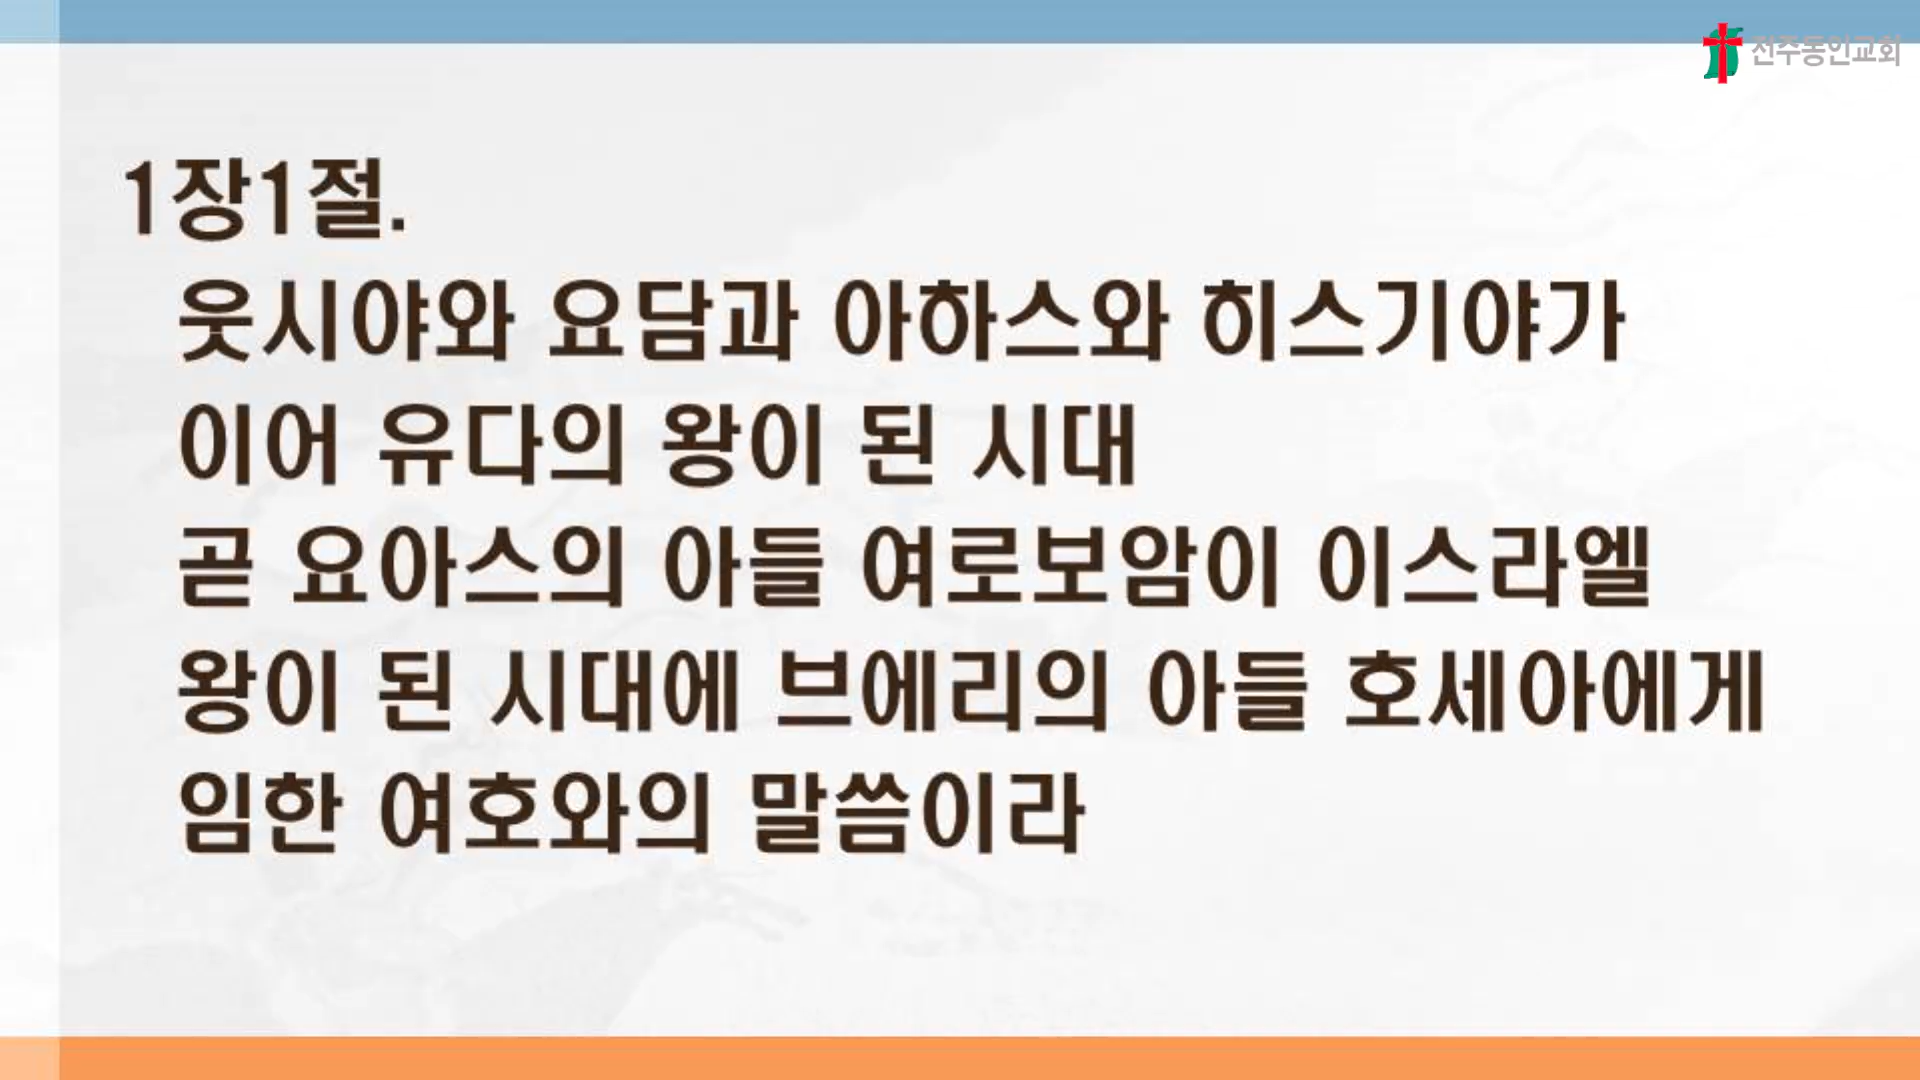 전주동인교회
1장1절.
웃시야와 요담과 아하스와 히스기야가
이어 유다의 왕이 된 시대
곧 요아스의 아들 여로보암이 이스라엘
왕이 된 시대에 브에리의 아들 호세아에게
임한 여호와의 말씀이라